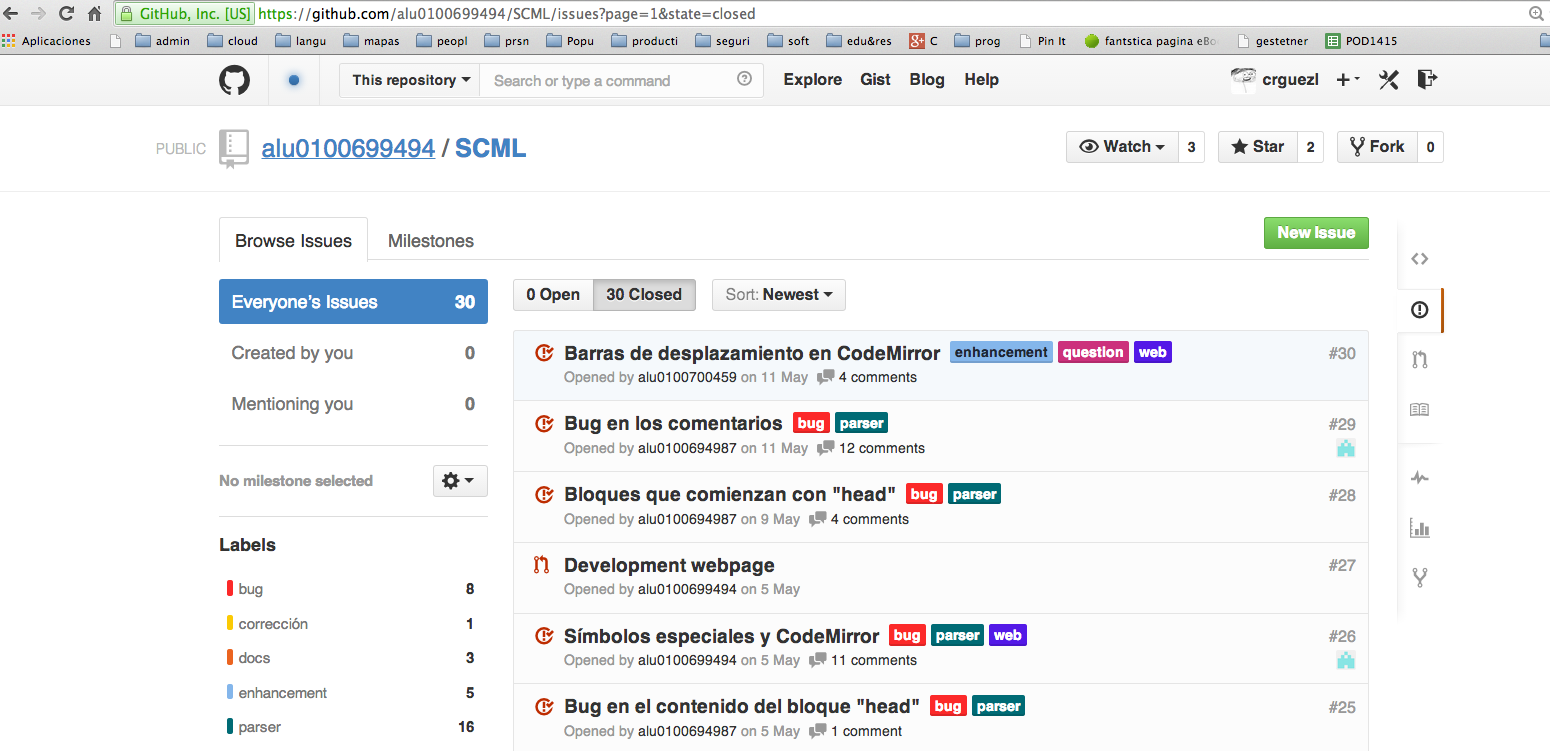 GitHub, Inc. [US] https://github.com/alu0100699494/SCML/issues?page=1&state=closed
Aplicaciones admin cloud langu mapas peopl prsn Popu producti seguri soft edu&res C prog Pin It fantstica pagina eBo gestetner POD1415
This repository Search or type a command Explore Gist Blog Help crguezl
PUBLIC alu0100699494 / SCML Watch 3 Star 2 Fork 0
Browse Issues Milestones New Issue
Everyone's Issues 30
Created by you 0
Mentioning you 0
No milestone selected
Labels
bug 8
corrección 1
docs 3
enhancement 5
parser 16
0 Open 30 Closed Sort: Newest
Barras de desplazamiento en CodeMirror enhancement question web #30
Opened by alu0100700459 on 11 May 4 comments
Bug en los comentarios bug parser #29
Opened by alu0100694987 on 11 May 12 comments
Bloques que comienzan con "head" bug parser #28
Opened by alu0100694987 on 9 May 4 comments
Development webpage #27
Opened by alu0100699494 on 5 May
Símbolos especiales y CodeMirror bug parser web #26
Opened by alu0100699494 on 5 May 11 comments
Bug en el contenido del bloque "head" bug parser #25
Opened by alu0100694987 on 5 May 1 comment